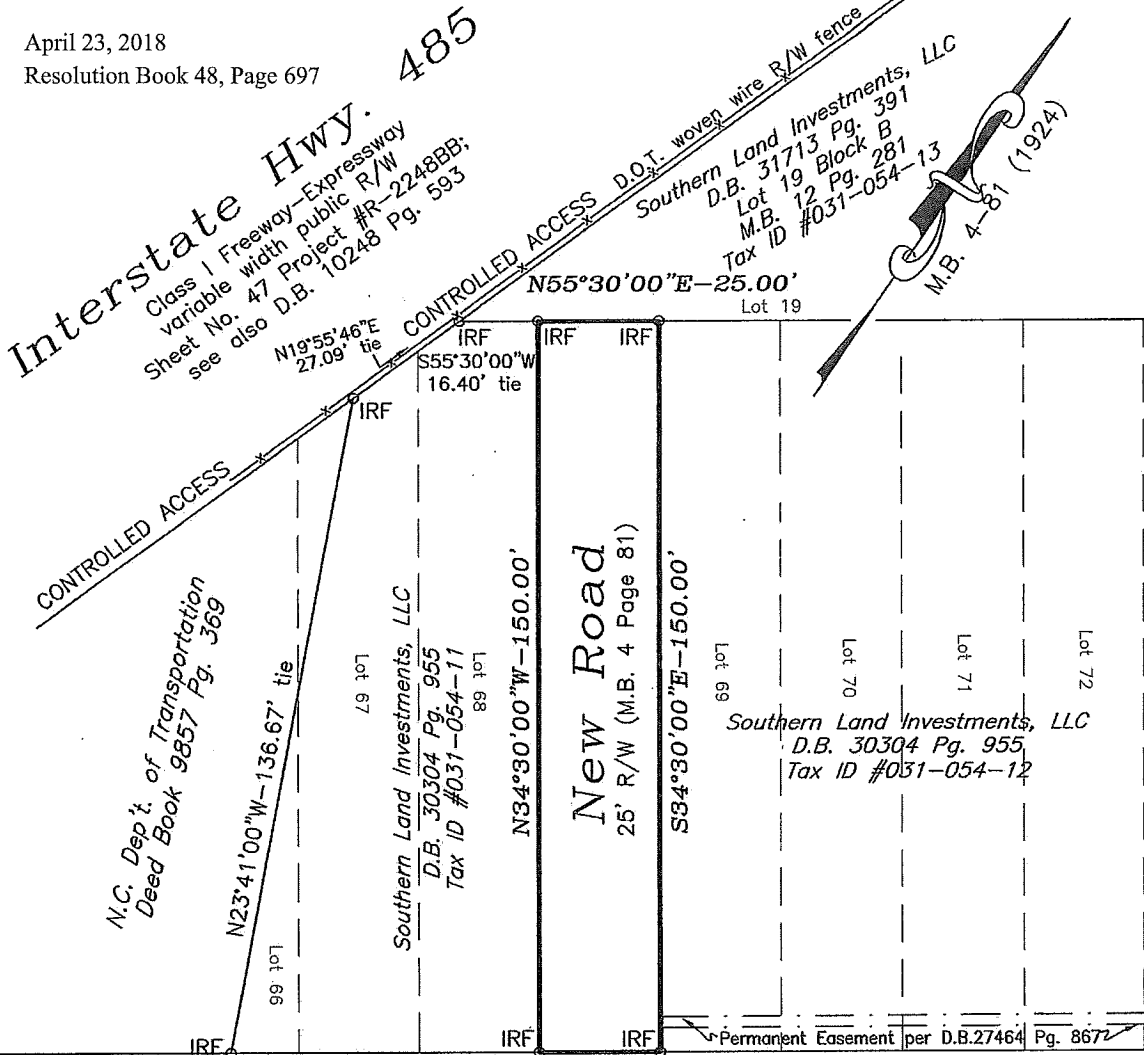 April 23, 2018
Resolution Book 48, Page 697
Interstate Hwy. 485
Class I Freeway-Expressway
variable width public R/W
Sheet No. 47 Project #R-2248BB;
see also D.B. 10248 Pg. 593
CONTROLLED ACCESS
D.O.T. woven wire R/W fence
Southern Land Investments, LLC
D.B. 31713 Pg. 391
Lot 19 Block B
M.B. 12 Pg. 281
Tax ID #031-054-13
M.B. 4-81 (1924)
N55°30'00"E-25.00'
Lot 19
N19°55'46"E
27.09' tie
IRF
S55°30'00"W
16.40' tie
IRF
IRF
IRF
CONTROLLED ACCESS
N.C. Dep't. of Transportation
Deed Book 9857 Pg. 369
N23°41'00"W-136.67' tie
Lot 66
Lot 67
Southern Land Investments, LLC
D.B. 30304 Pg. 955
Tax ID #031-054-11
Lot 68
N34°30'00"W-150.00'
New Road
25' R/W (M.B. 4 Page 81)
S34°30'00"E-150.00'
Lot 69
Lot 70
Lot 71
Lot 72
Southern Land Investments, LLC
D.B. 30304 Pg. 955
Tax ID #031-054-12
Permanent Easement per D.B.27464 Pg. 867
IRF
IRF
IRF